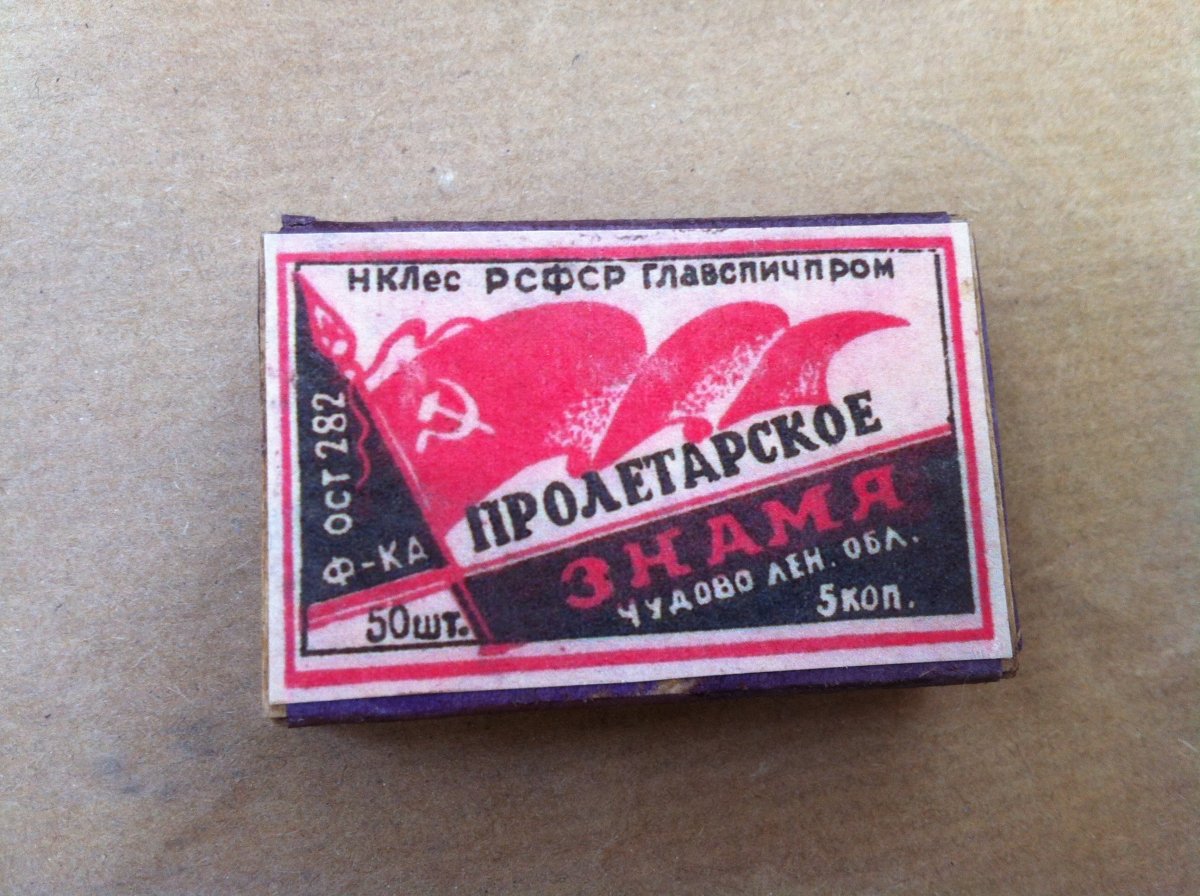 НКЛес РСФСР Главспичпром
ОСТ 282
Ф-КА
ПРОЛЕТАРСКОЕ
ЗНАМЯ
ЧУДОВО ЛЕН. ОБЛ.
50шт.
5коп.